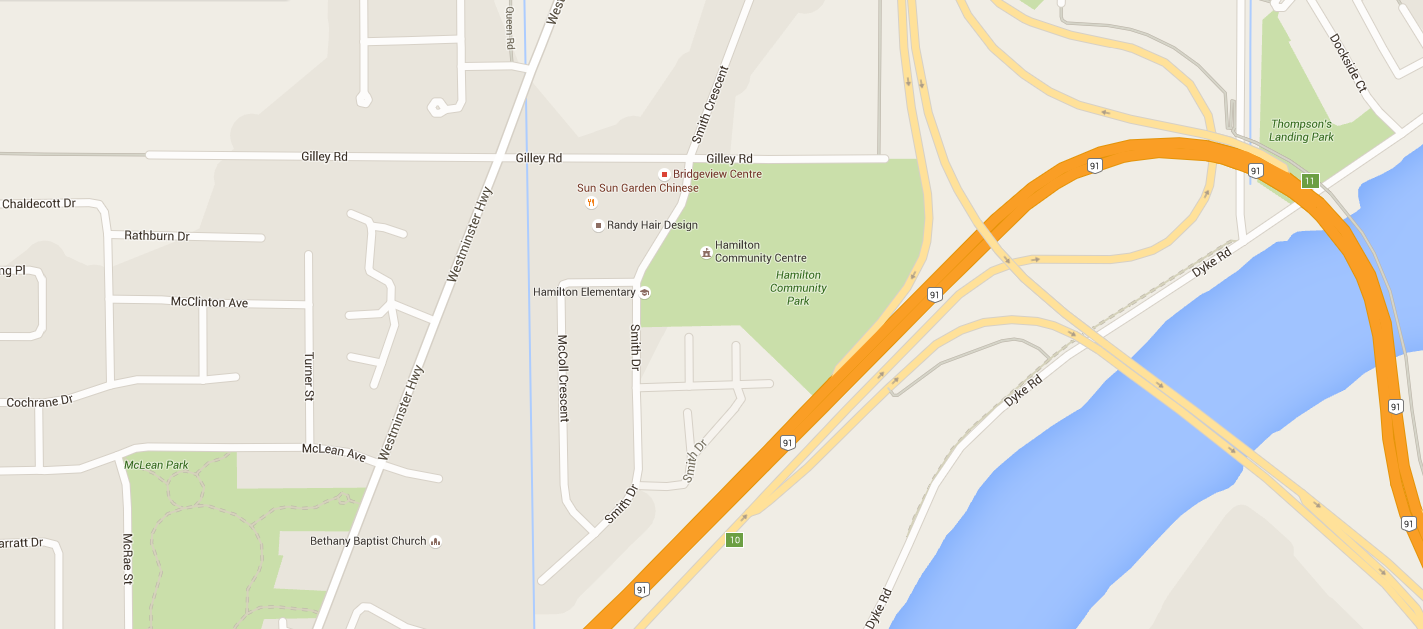 Queen Rd
West
Dockside Ct
Smith Crescent
Thompson's
Landing Park
Gilley Rd
Gilley Rd
Gilley Rd
91
91
11
Bridgeview Centre
Sun Sun Garden Chinese
Chaldecott Dr
Randy Hair Design
Westminster Hwy
Rathburn Dr
Hamilton
Community Centre
Dyke Rd
ng Pl
Hamilton
Community
Park
Hamilton Elementary
91
McClinton Ave
Smith Dr
McColl Crescent
Turner St
Dyke Rd
Cochrane Dr
Westminster Hwy
91
91
McLean Ave
McLean Park
Smith Dr
Smith Dr
91
Bethany Baptist Church
10
arratt Dr
McRae St
91
Dyke Rd